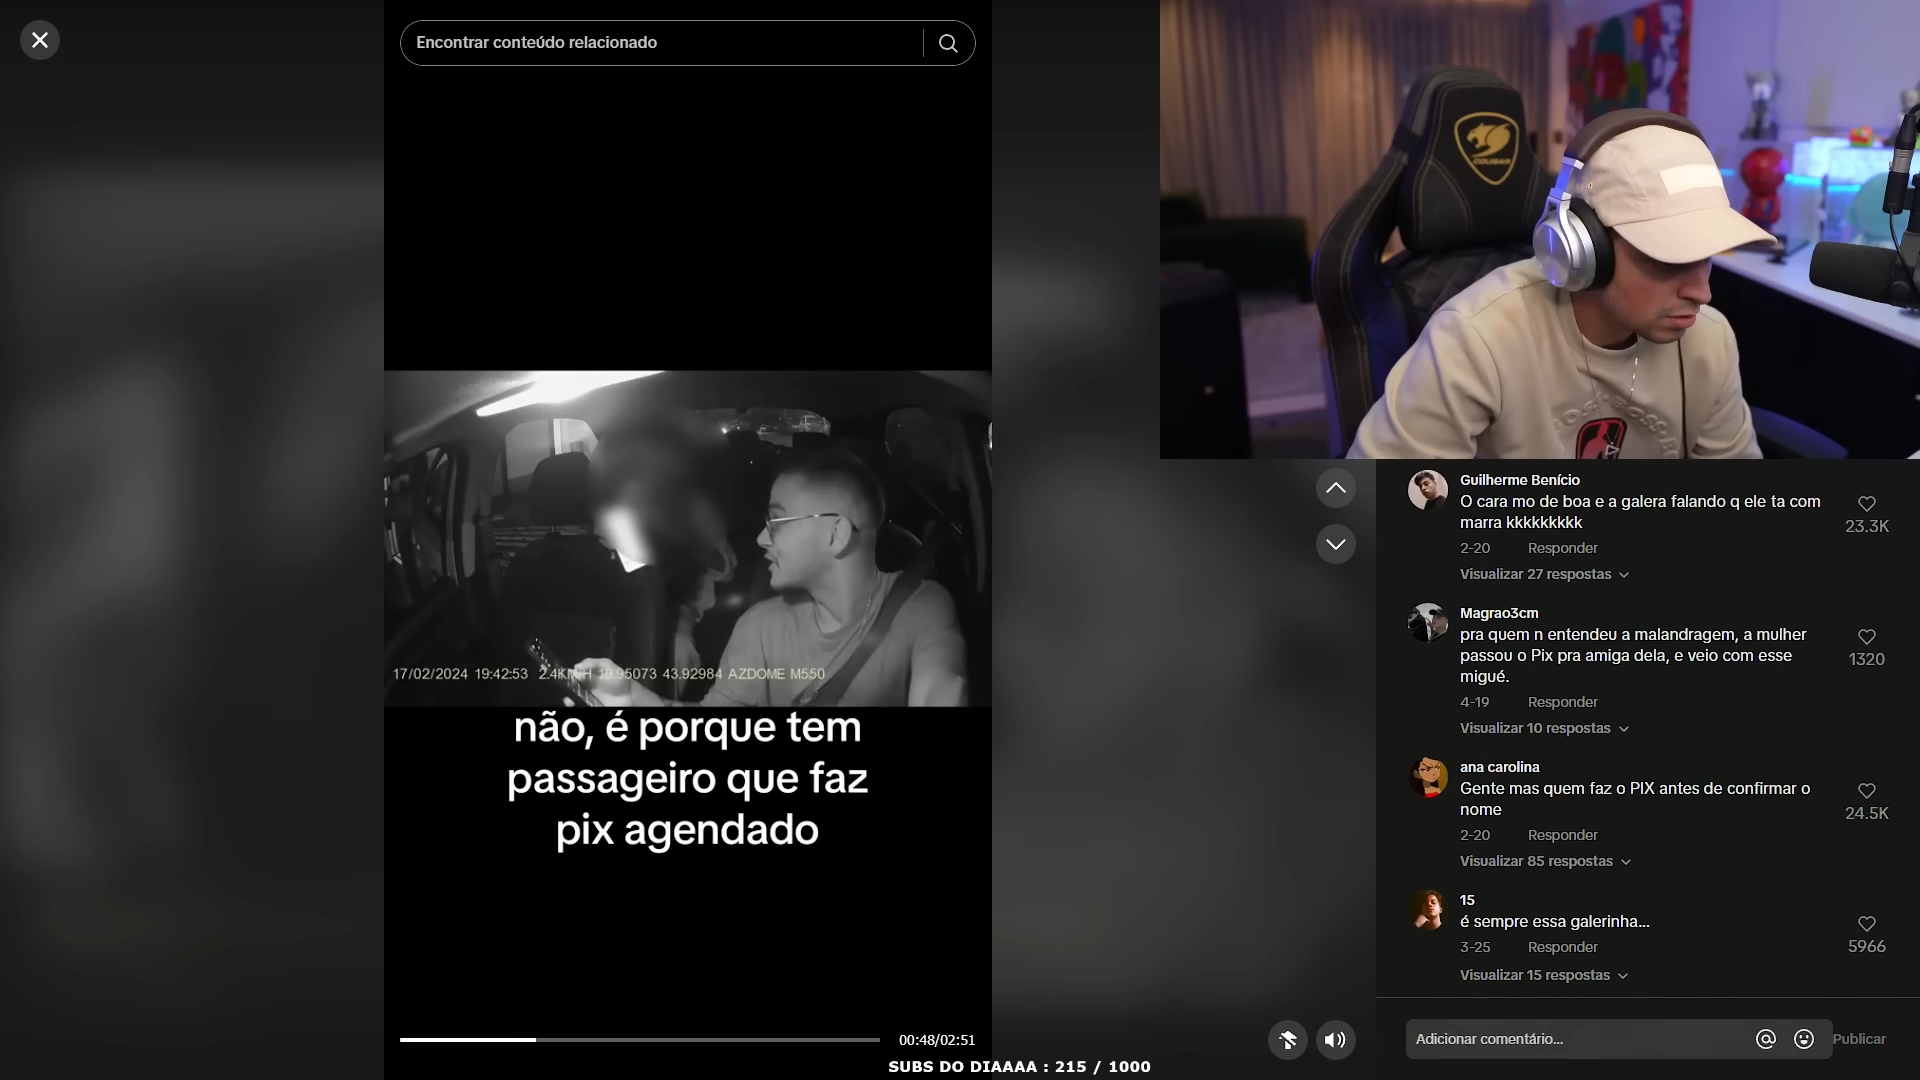 Encontrar conteúdo relacionado
COUGAR
17/02/2024 19:42:53 2.4KM/H 19.95073 43.92984 AZDOME M550
não, é porque tem
passageiro que faz
pix agendado
00:48/02:51
SUBS DO DIAAAA : 215 / 1000
Guilherme Benício
O cara mo de boa e a galera falando q ele ta com
marra kkkkkkkkk
23.3K
2-20 Responder
Visualizar 27 respostas
Magrao3cm
pra quem n entendeu a malandragem, a mulher
passou o Pix pra amiga dela, e veio com esse
migué.
1320
4-19 Responder
Visualizar 10 respostas
ana carolina
Gente mas quem faz o PIX antes de confirmar o
nome
24.5K
2-20 Responder
Visualizar 85 respostas
15
é sempre essa galerinha...
5966
3-25 Responder
Visualizar 15 respostas
Adicionar comentário...
Publicar